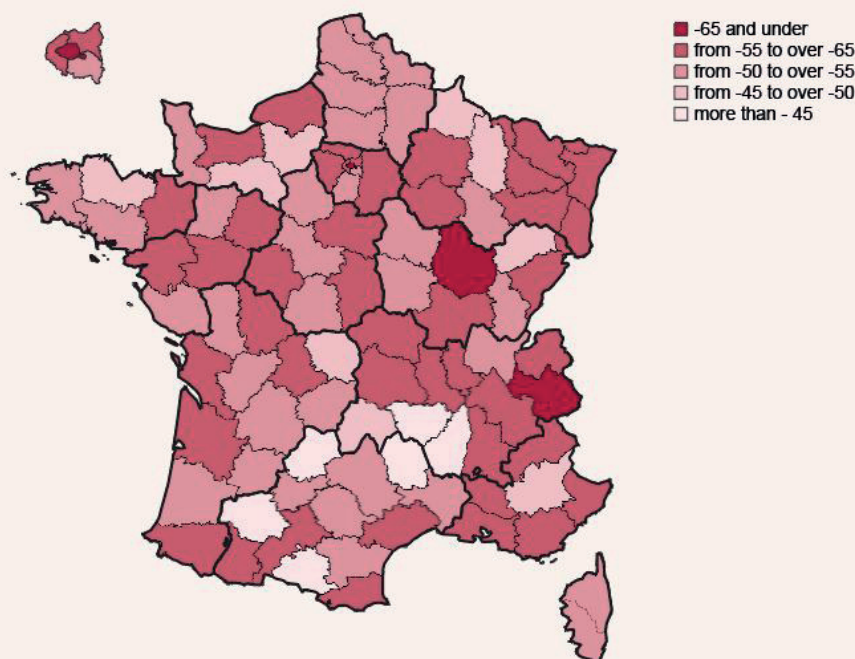 -65 and under
from -55 to over -65
from -50 to over -55
from -45 to over -50
more than - 45